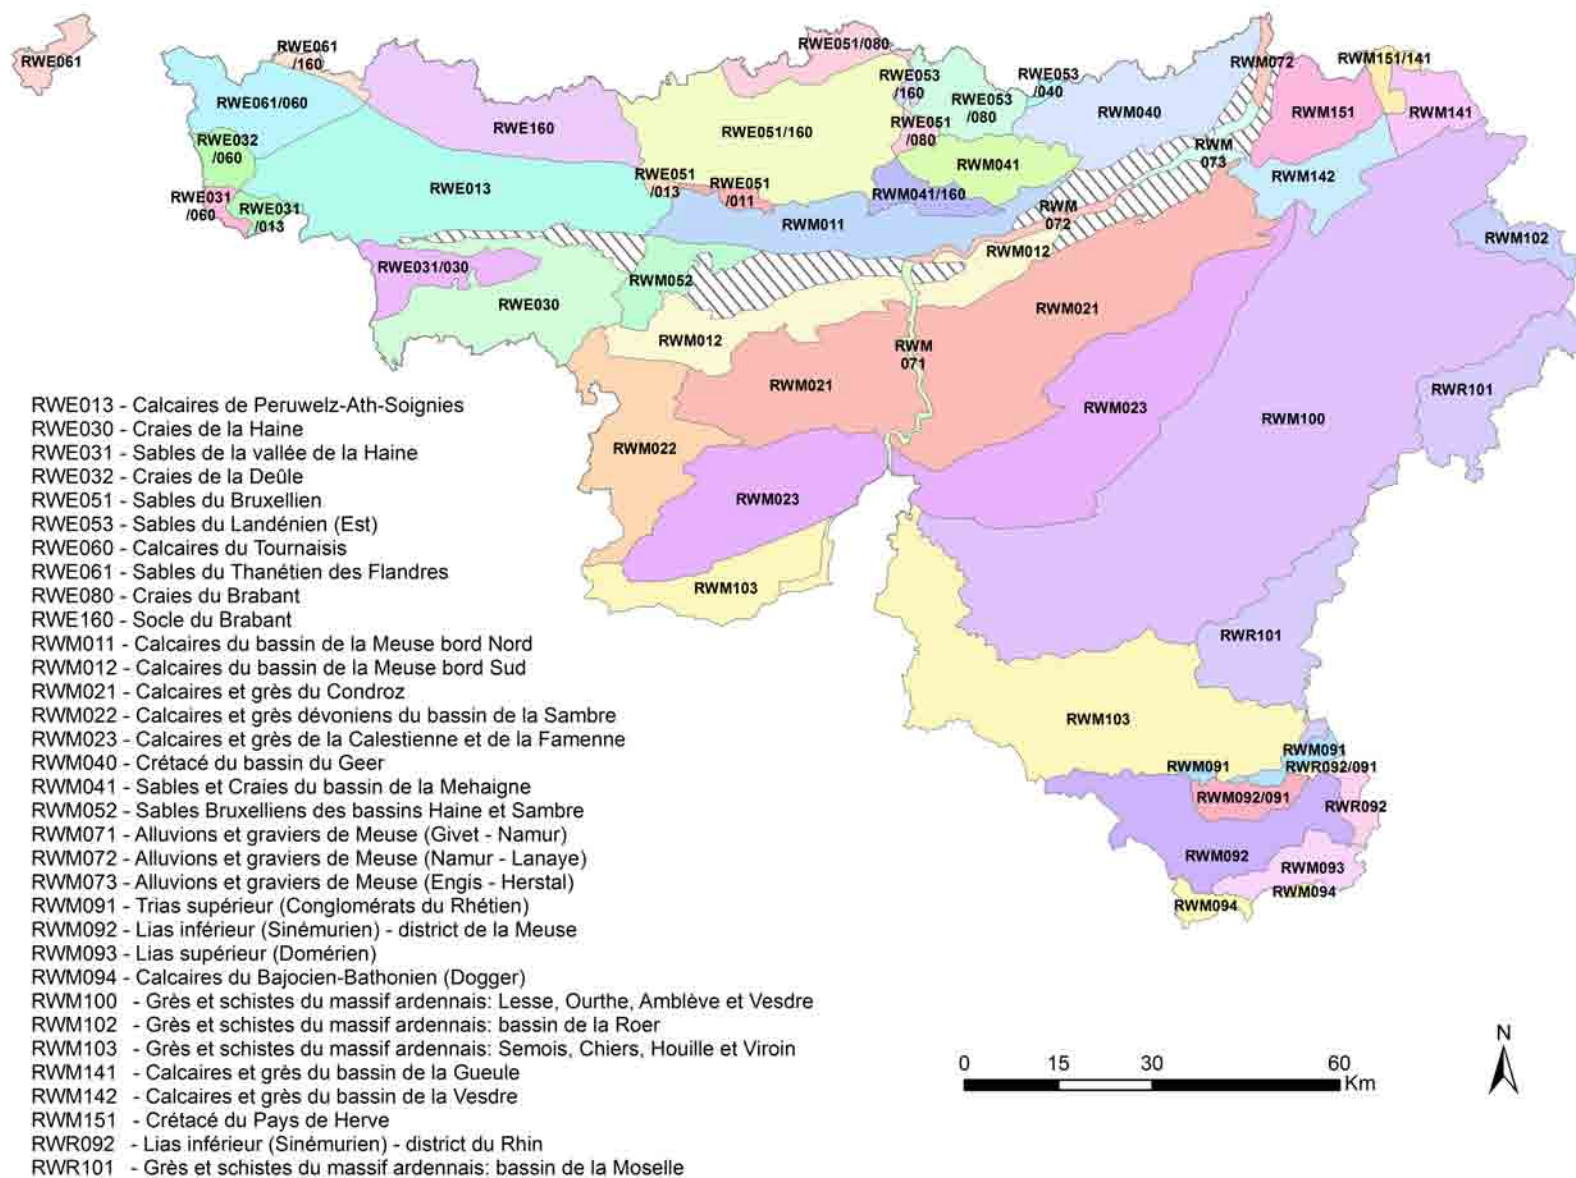 RWE061
RWE061
/160
RWE051/080
RWE061/060
RWE160
RWE051/160
RWE053
/160
RWE053
/080
RWE053
/040
RWM040
RWM072
RWM151/141
RWM151
RWM141
RWE032
/060
RWE051
/080
RWM041
RWM
073
RWM142
RWE031
/060
RWE031
/013
RWE013
RWE051
/013
RWE051
/011
RWM041/160
RWM011
RWM
072
RWM012
RWM102
RWE031/030
RWE030
RWM052
RWM012
RWM021
RWM021
RWM
071
RWM023
RWM100
RWR101
RWM022
RWM023
RWM103
RWR101
RWM103
RWM091
RWM091
RWR092/091
RWM092/091
RWR092
RWM092
RWM093
RWM094
RWM094
RWE013 - Calcaires de Peruwelz-Ath-Soignies
RWE030 - Craies de la Haine
RWE031 - Sables de la vallée de la Haine
RWE032 - Craies de la Deûle
RWE051 - Sables du Bruxellien
RWE053 - Sables du Landénien (Est)
RWE060 - Calcaires du Tournaisis
RWE061 - Sables du Thanétien des Flandres
RWE080 - Craies du Brabant
RWE160 - Socle du Brabant
RWM011 - Calcaires du bassin de la Meuse bord Nord
RWM012 - Calcaires du bassin de la Meuse bord Sud
RWM021 - Calcaires et grès du Condroz
RWM022 - Calcaires et grès dévoniens du bassin de la Sambre
RWM023 - Calcaires et grès de la Calestienne et de la Famenne
RWM040 - Crétacé du bassin du Geer
RWM041 - Sables et Craies du bassin de la Mehaigne
RWM052 - Sables Bruxelliens des bassins Haine et Sambre
RWM071 - Alluvions et graviers de Meuse (Givet - Namur)
RWM072 - Alluvions et graviers de Meuse (Namur - Lanaye)
RWM073 - Alluvions et graviers de Meuse (Engis - Herstal)
RWM091 - Trias supérieur (Conglomérats du Rhétien)
RWM092 - Lias inférieur (Sinémurien) - district de la Meuse
RWM093 - Lias supérieur (Domérien)
RWM094 - Calcaires du Bajocien-Bathonien (Dogger)
RWM100 - Grès et schistes du massif ardennais: Lesse, Ourthe, Amblève et Vesdre
RWM102 - Grès et schistes du massif ardennais: bassin de la Roer
RWM103 - Grès et schistes du massif ardennais: Semois, Chiers, Houille et Viroin
RWM141 - Calcaires et grès du bassin de la Gueule
RWM142 - Calcaires et grès du bassin de la Vesdre
RWM151 - Crétacé du Pays de Herve
RWR092 - Lias inférieur (Sinémurien) - district du Rhin
RWR101 - Grès et schistes du massif ardennais: bassin de la Moselle
0 15 30 60
Km
N